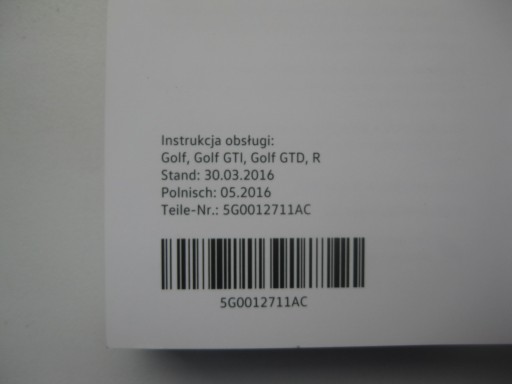 Instrukcja obsługi:
Golf, Golf GTI, Golf GTD, R
Stand: 30.03.2016
Polnisch: 05.2016
Teile-Nr.: 5G0012711AC
5G0012711AC